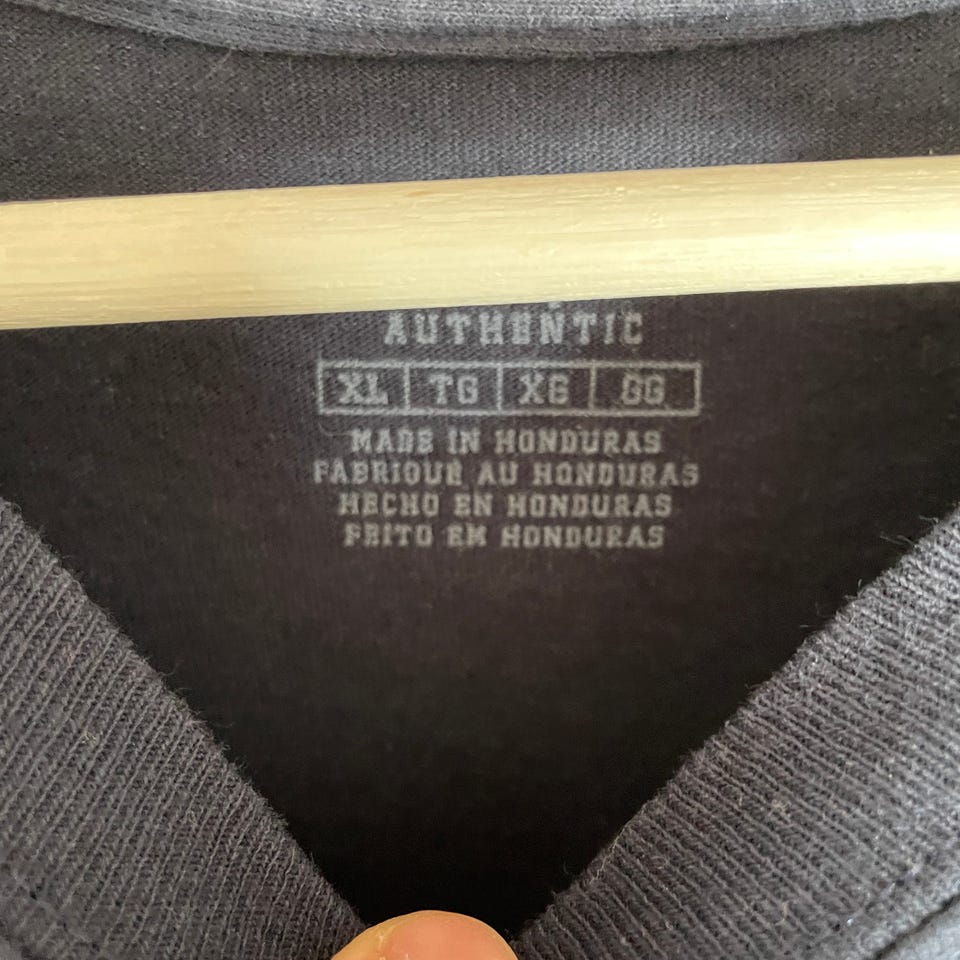 AUTHENTIC
XL TG XG GG
MADE IN HONDURAS
FABRIQUÉ AU HONDURAS
HECHO EN HONDURAS
FEITO EM HONDURAS